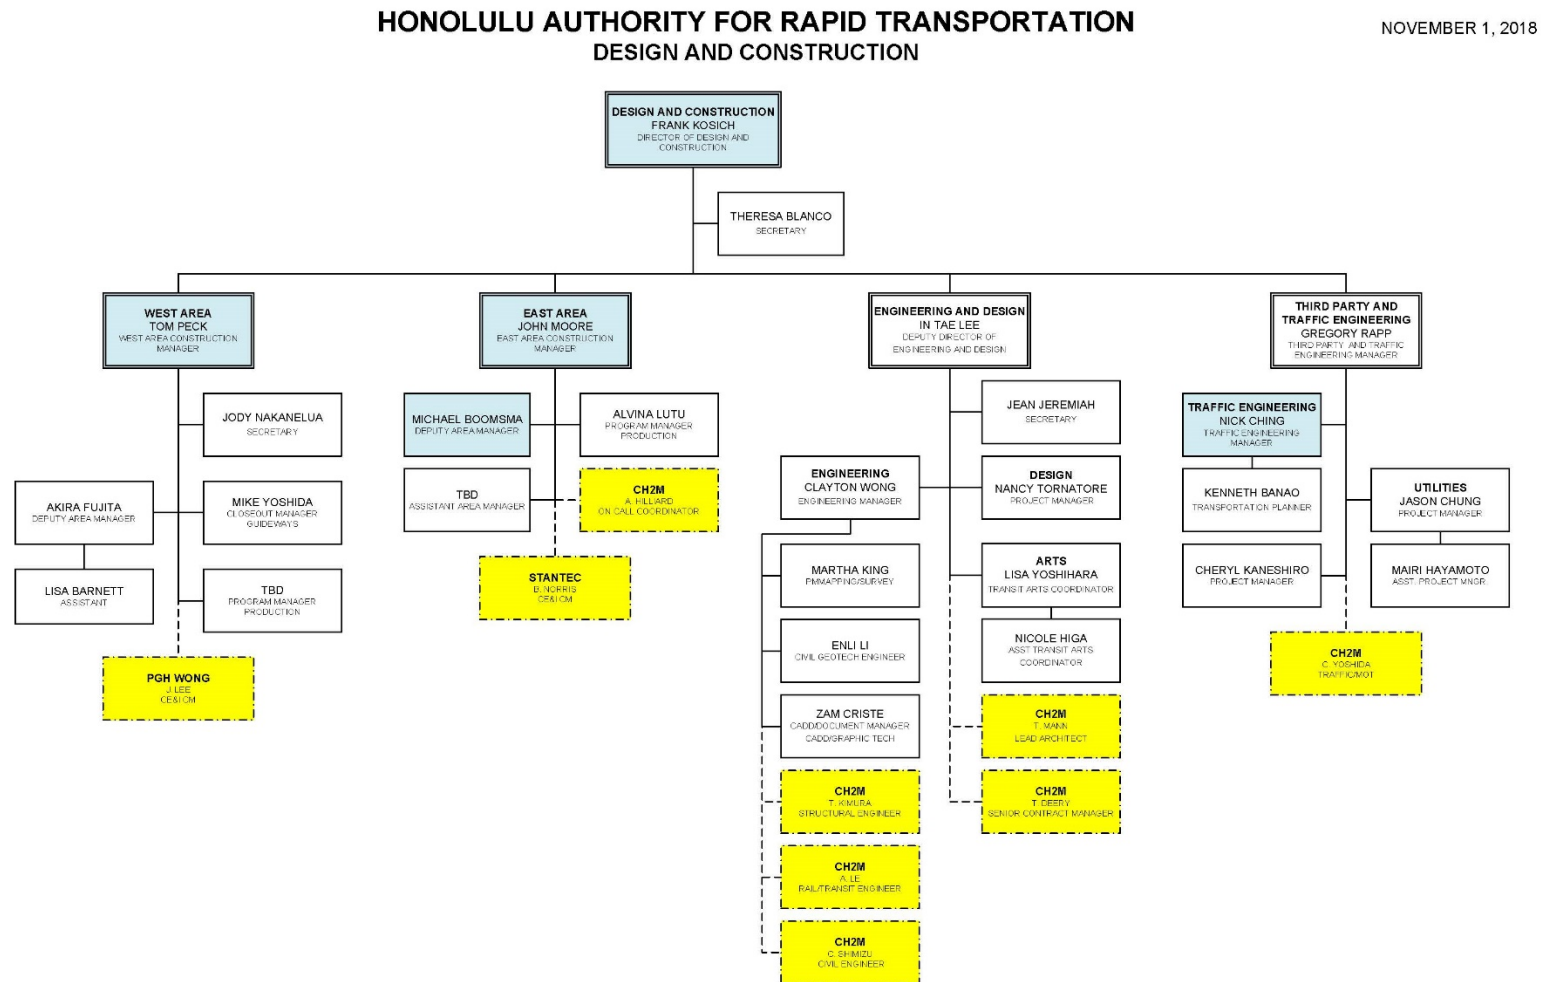 HONOLULU AUTHORITY FOR RAPID TRANSPORTATION
DESIGN AND CONSTRUCTION
NOVEMBER 1, 2018
DESIGN AND CONSTRUCTION
FRANK KOSICH
DIRECTOR OF DESIGN AND
CONSTRUCTION
THERESA BLANCO
SECRETARY
WEST AREA
TOM PECK
WEST AREA CONSTRUCTION
MANAGER
JODY NAKANELUA
SECRETARY
AKIRA FUJITA
DEPUTY AREA MANAGER
MIKE YOSHIDA
CLOSEOUT MANAGER
GUIDEWAYS
LISA BARNETT
ASSISTANT
TBD
PROGRAM MANAGER
PRODUCTION
PGH WONG
J. LEE
CE&I CM
EAST AREA
JOHN MOORE
EAST AREA CONSTRUCTION
MANAGER
MICHAEL BOOMSMA
DEPUTY AREA MANAGER
ALVINA LUTU
PROGRAM MANAGER
PRODUCTION
TBD
ASSISTANT AREA MANAGER
CH2M
A. HILLIARD
ON CALL COORDINATOR
STANTEC
B. NORRIS
CE&I CM
ENGINEERING AND DESIGN
IN TAE LEE
DEPUTY DIRECTOR OF
ENGINEERING AND DESIGN
JEAN JEREMIAH
SECRETARY
ENGINEERING
CLAYTON WONG
ENGINEERING MANAGER
DESIGN
NANCY TORNATORE
PROJECT MANAGER
MARTHA KING
PM/MAPPING/SURVEY
ARTS
LISA YOSHIHARA
TRANSIT ARTS COORDINATOR
ENLI LI
CIVIL GEOTECH ENGINEER
NICOLE HIGA
ASST TRANSIT ARTS
COORDINATOR
ZAM CRISTE
CADD/DOCUMENT MANAGER
CADD/GRAPHIC TECH
CH2M
T. MANN
LEAD ARCHITECT
CH2M
T. KIMURA
STRUCTURAL ENGINEER
CH2M
T. DEERY
SENIOR CONTRACT MANAGER
CH2M
A. LE
RAIL/TRANSIT ENGINEER
CH2M
C. SHIMIZU
CIVIL ENGINEER
THIRD PARTY AND
TRAFFIC ENGINEERING
GREGORY RAPP
THIRD PARTY AND TRAFFIC
ENGINEERING MANAGER
TRAFFIC ENGINEERING
NICK CHING
TRAFFIC ENGINEERING
MANAGER
KENNETH BANAO
TRANSPORTATION PLANNER
UTILITIES
JASON CHUNG
PROJECT MANAGER
CHERYL KANESHIRO
PROJECT MANAGER
MAIRI HAYAMOTO
ASST. PROJECT MNGR
CH2M
C. YOSHIDA
TRAFFIC/MOT